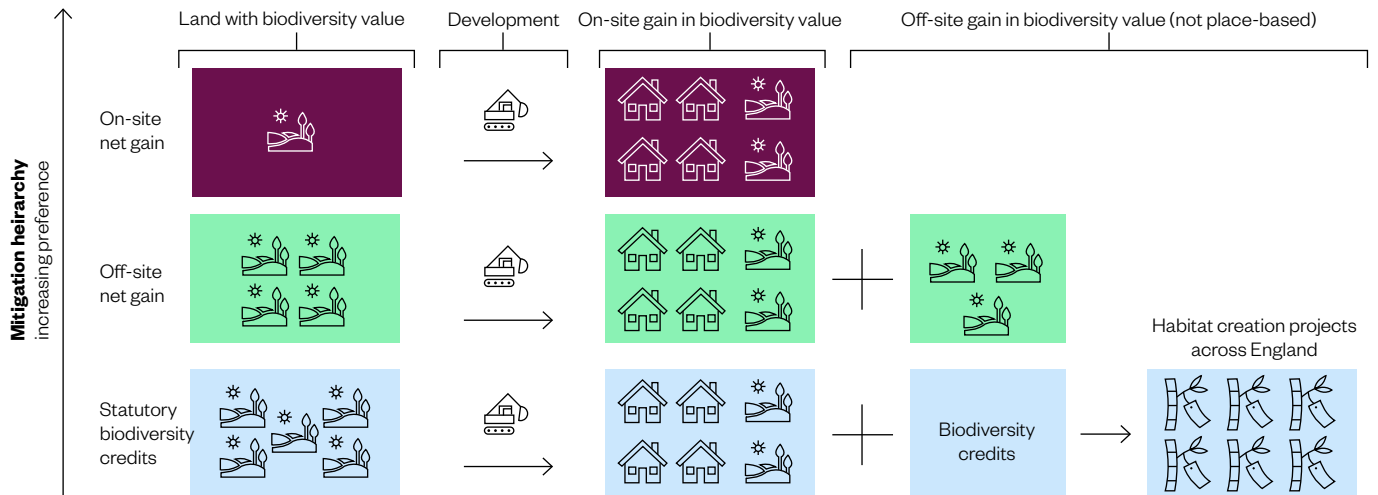 Land with biodiversity value
Development
On-site gain in biodiversity value
Off-site gain in biodiversity value (not place-based)
Mitigation heirarchy
increasing preference
On-site
net gain
Off-site
net gain
Habitat creation projects
across England
Statutory
biodiversity
credits
Biodiversity
credits